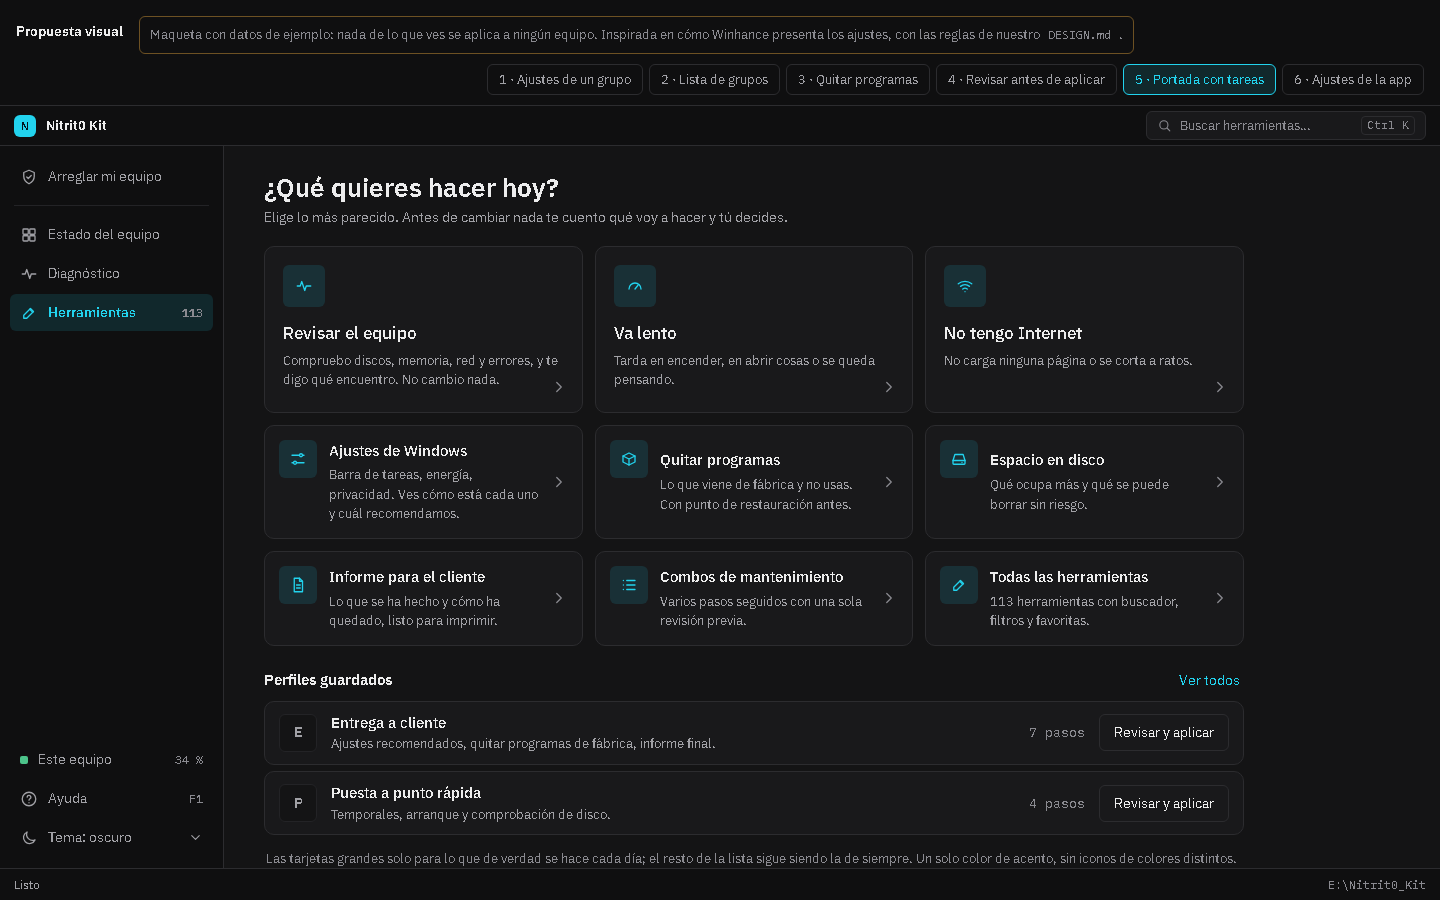 Propuesta visual
Maqueta con datos de ejemplo: nada de lo que ves se aplica a ningún equipo. Inspirada en cómo Winhance presenta los ajustes, con las reglas de nuestro DESIGN.md .
1 · Ajustes de un grupo
2 · Lista de grupos
3 · Quitar programas
4 · Revisar antes de aplicar
5 · Portada con tareas
6 · Ajustes de la app
N
Nitrit0 Kit
Buscar herramientas...
Ctrl K
Arreglar mi equipo
Estado del equipo
Diagnóstico
Herramientas
113
¿Qué quieres hacer hoy?
Elige lo más parecido. Antes de cambiar nada te cuento qué voy a hacer y tú decides.
Revisar el equipo
Compruebo discos, memoria, red y errores, y te
digo qué encuentro. No cambio nada.
Va lento
Tarda en encender, en abrir cosas o se queda
pensando.
No tengo Internet
No carga ninguna página o se corta a ratos.
Ajustes de Windows
Barra de tareas, energía,
privacidad. Ves cómo está cada uno
y cuál recomendamos.
Quitar programas
Lo que viene de fábrica y no usas.
Con punto de restauración antes.
Espacio en disco
Qué ocupa más y qué se puede
borrar sin riesgo.
Informe para el cliente
Lo que se ha hecho y cómo ha
quedado, listo para imprimir.
Combos de mantenimiento
Varios pasos seguidos con una sola
revisión previa.
Todas las herramientas
113 herramientas con buscador,
filtros y favoritas.
Perfiles guardados
Ver todos
E
Entrega a cliente
Ajustes recomendados, quitar programas de fábrica, informe final.
7 pasos
Revisar y aplicar
P
Puesta a punto rápida
Temporales, arranque y comprobación de disco.
4 pasos
Revisar y aplicar
Las tarjetas grandes solo para lo que de verdad se hace cada día; el resto de la lista sigue siendo la de siempre. Un solo color de acento, sin iconos de colores distintos.
Este equipo
34 %
Ayuda
F1
Tema: oscuro
Listo
E:\Nitrit0_Kit